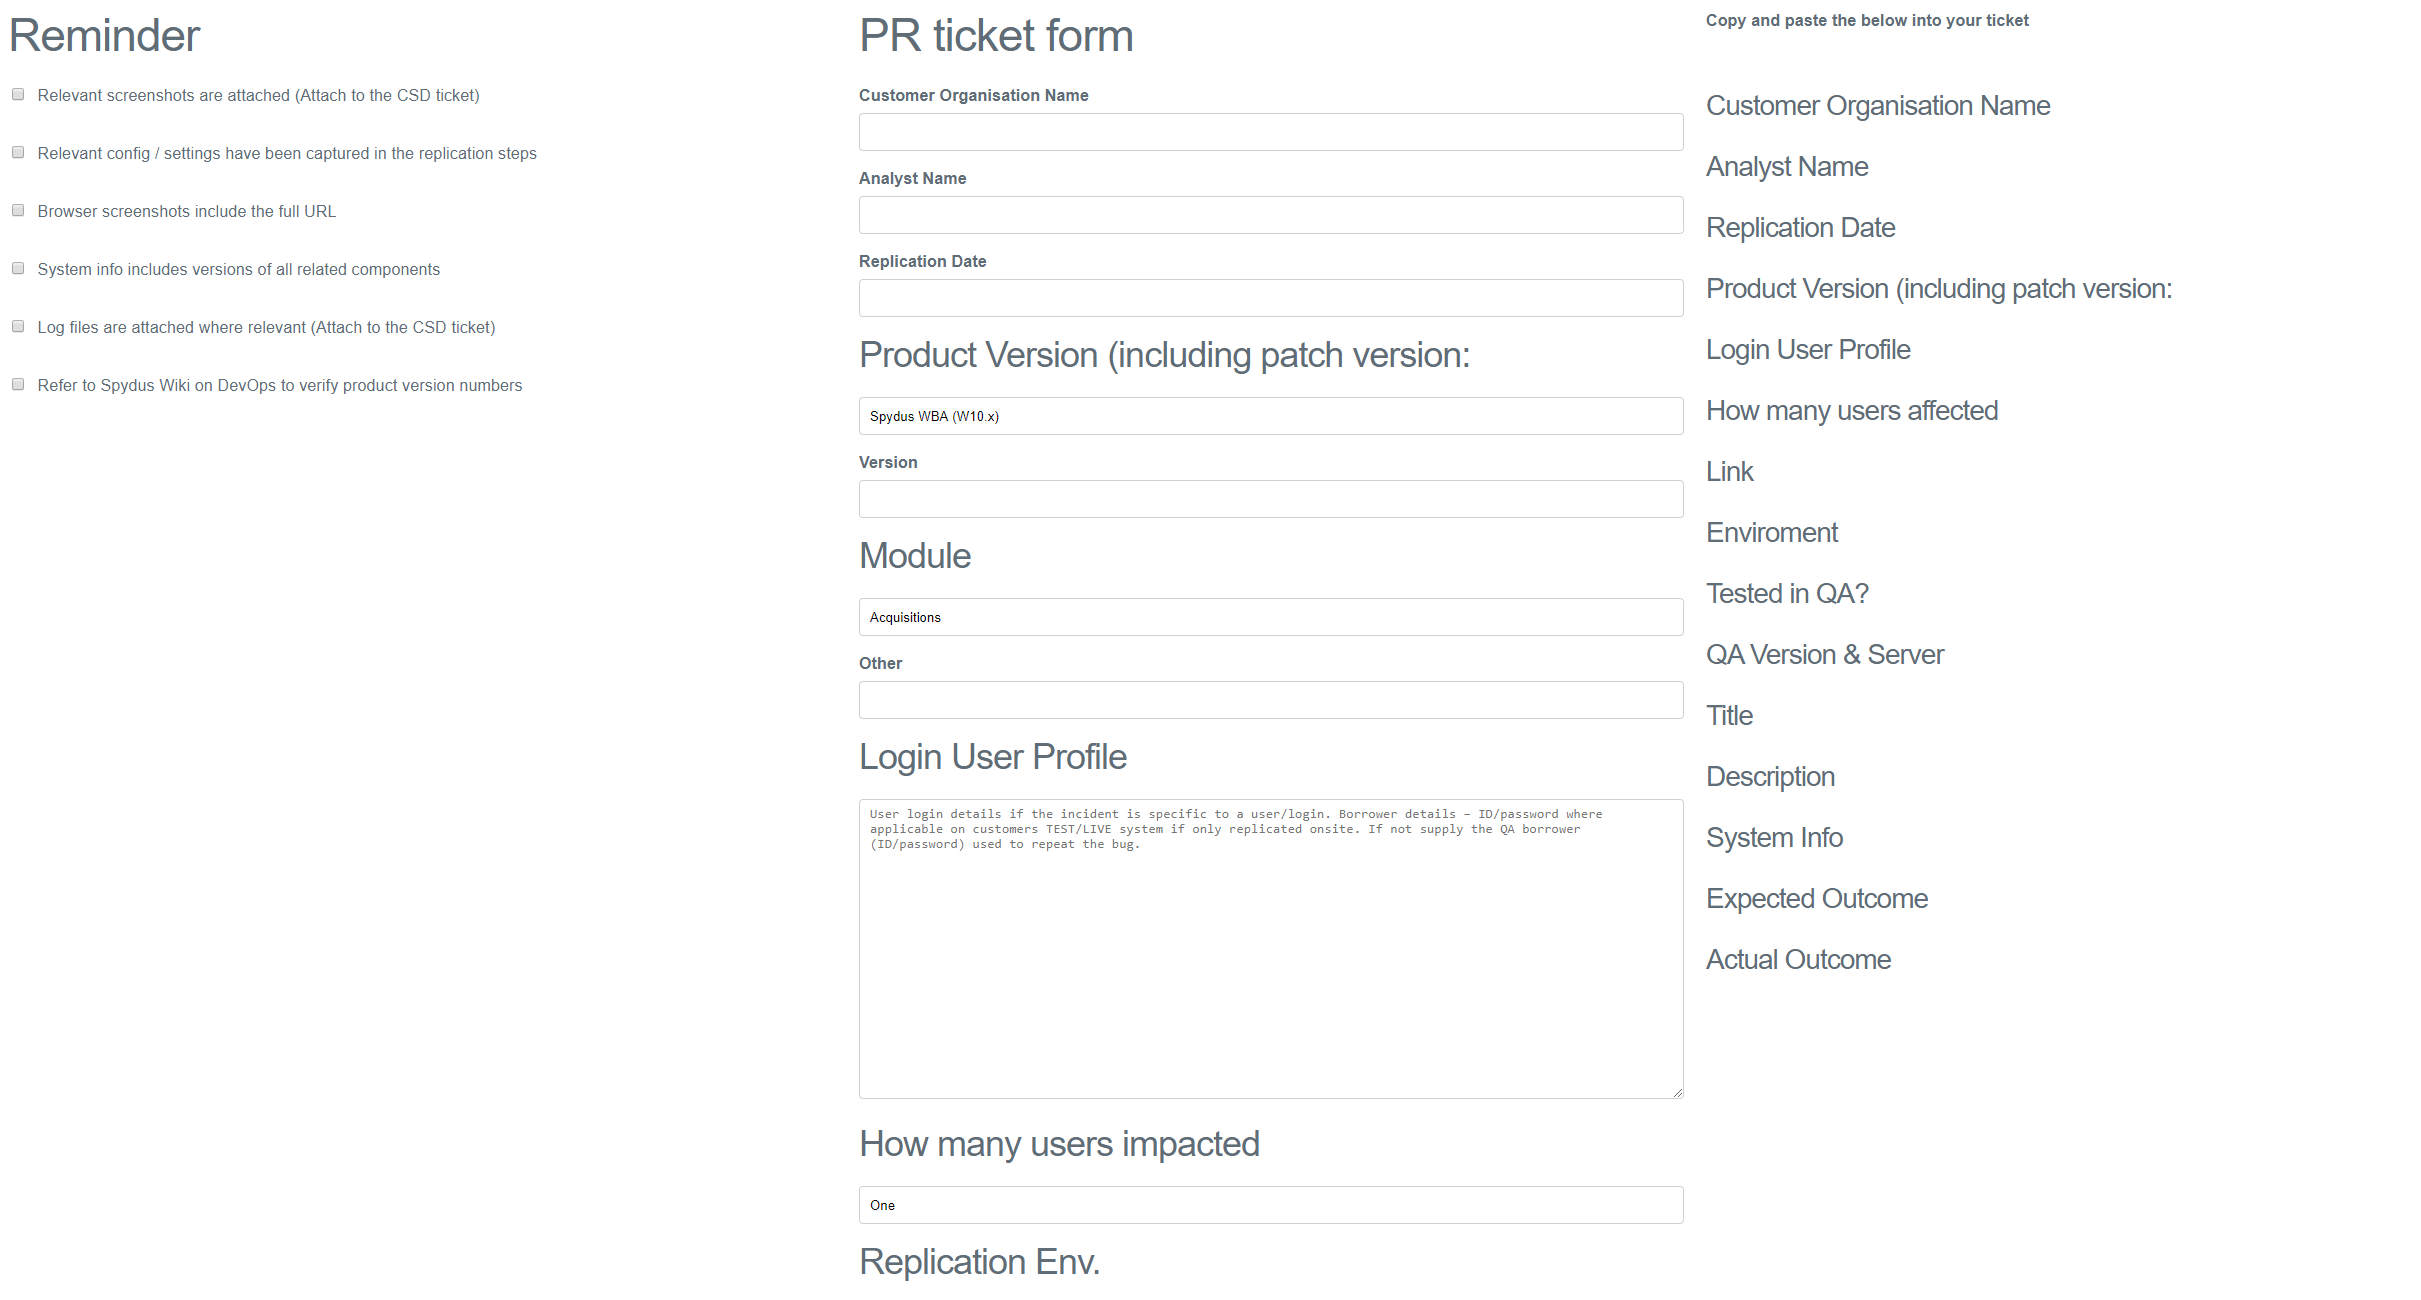 Reminder
Relevant screenshots are attached (Attach to the CSD ticket)
Relevant config / settings have been captured in the replication steps
Browser screenshots include the full URL
System info includes versions of all related components
Log files are attached where relevant (Attach to the CSD ticket)
Refer to Spydus Wiki on DevOps to verify product version numbers
PR ticket form
Customer Organisation Name
Analyst Name
Replication Date
Product Version (including patch version:
Spydus WBA (W10.x)
Version
Module
Acquisitions
Other
Login User Profile
User login details if the incident is specific to a user/login. Borrower details – ID/password where
applicable on customers TEST/LIVE system if only replicated onsite. If not supply the QA borrower
(ID/password) used to repeat the bug.
How many users impacted
One
Replication Env.
Copy and paste the below into your ticket
Customer Organisation Name
Analyst Name
Replication Date
Product Version (including patch version:
Login User Profile
How many users affected
Link
Enviroment
Tested in QA?
QA Version & Server
Title
Description
System Info
Expected Outcome
Actual Outcome